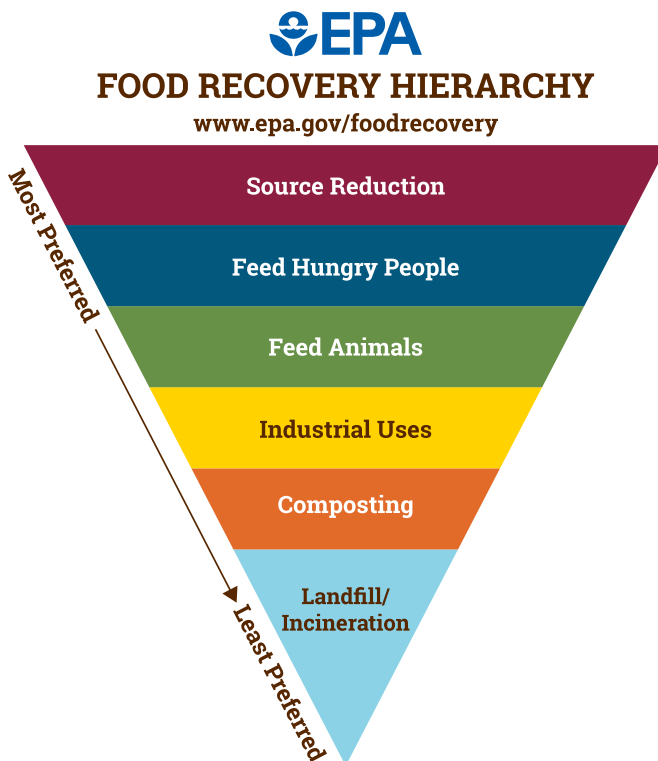 EPA
FOOD RECOVERY HIERARCHY
www.epa.gov/foodrecovery
Most Preferred
Source Reduction
Feed Hungry People
Feed Animals
Industrial Uses
Composting
Landfill/
Incineration
Least Preferred